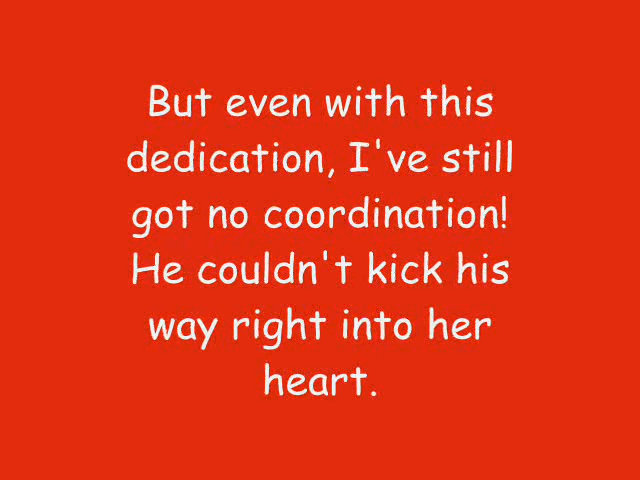 But even with this
dedication, I've still
got no coordination!
He couldn't kick his
way right into her
heart.